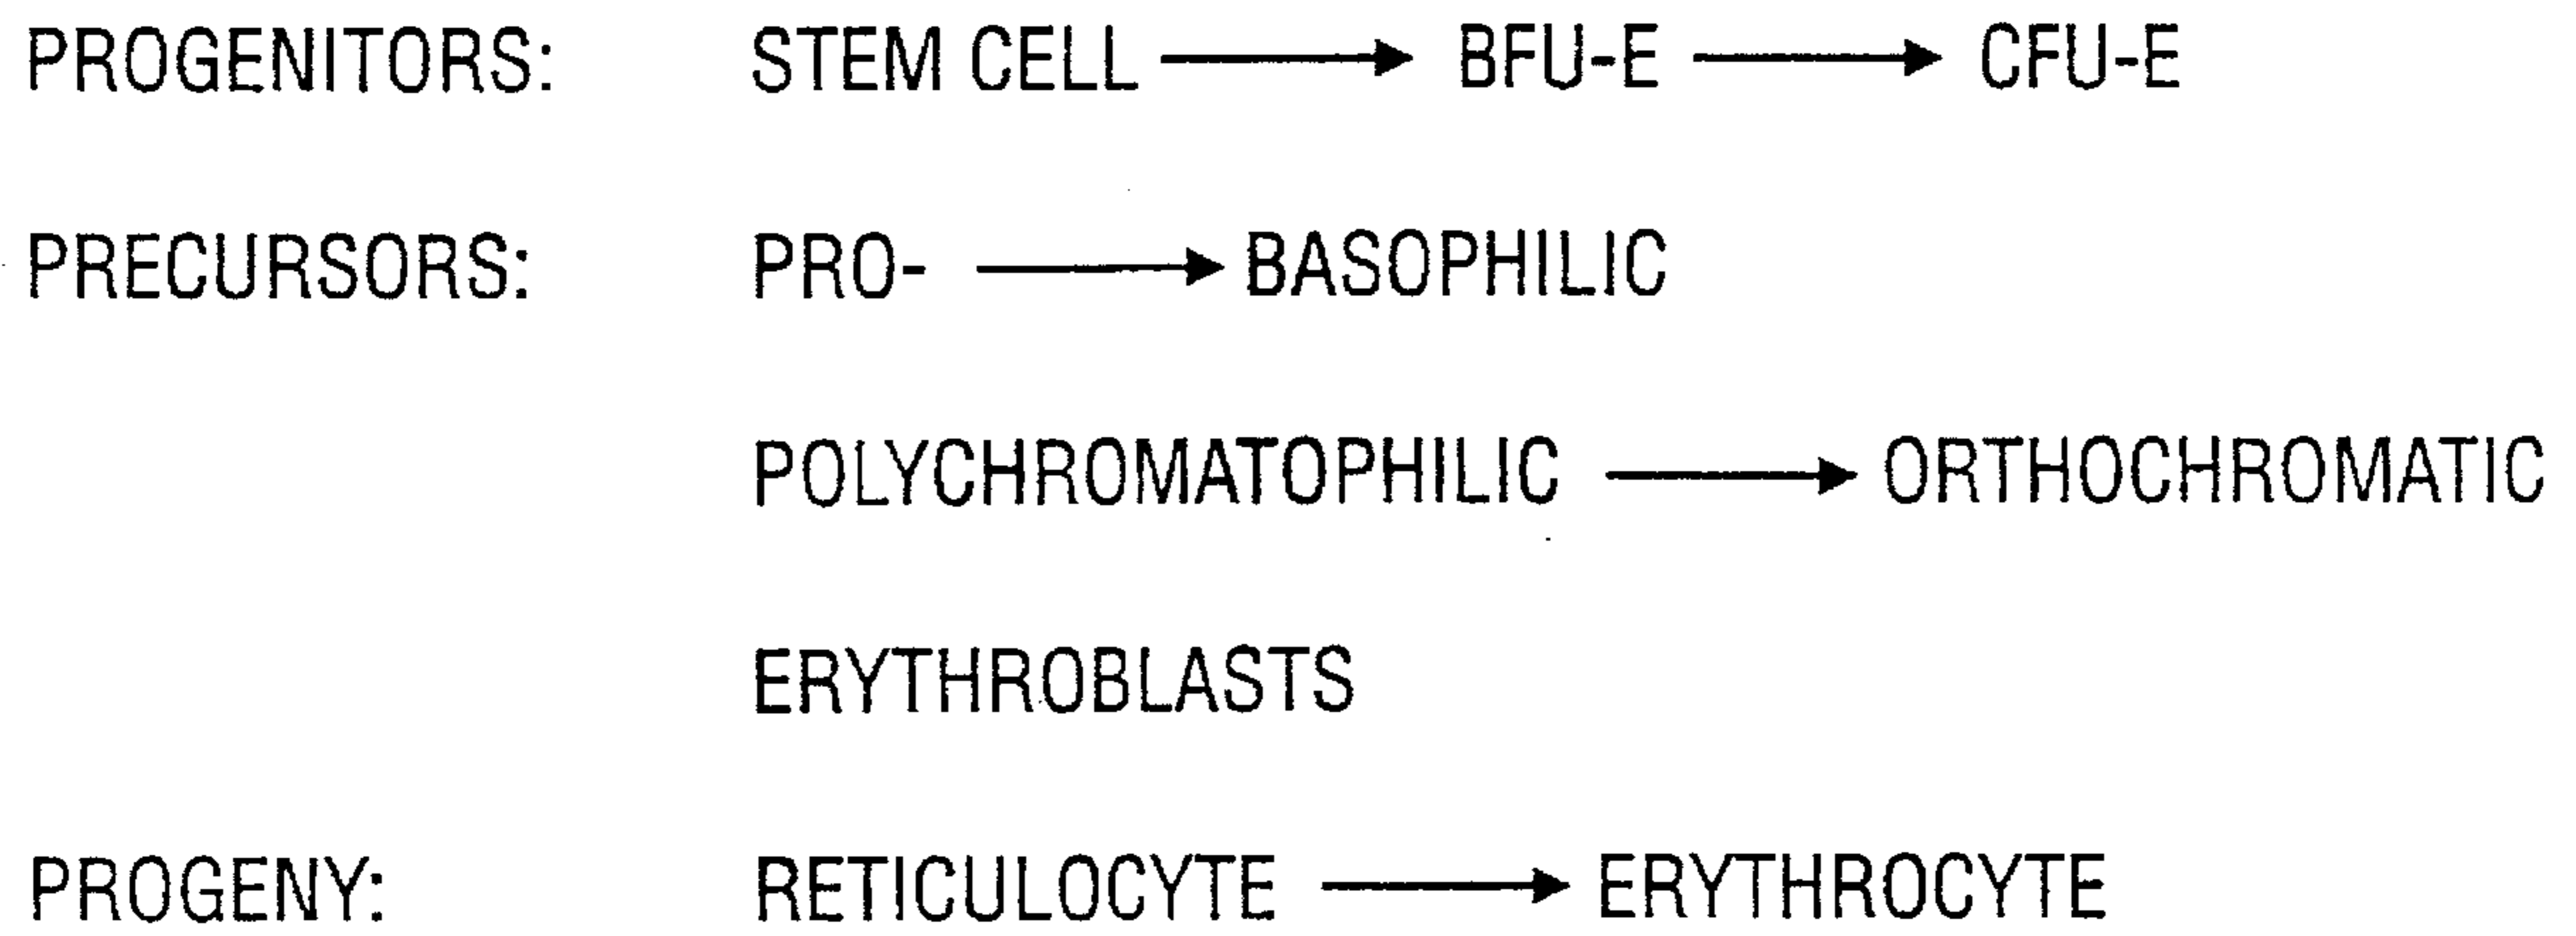 PROGENITORS: STEM CELL → BFU-E → CFU-E
PRECURSORS: PRO- → BASOPHILIC
POLYCHROMATOPHILIC → ORTHOCHROMATIC
ERYTHROBLASTS
PROGENY: RETICULOCYTE → ERYTHROCYTE